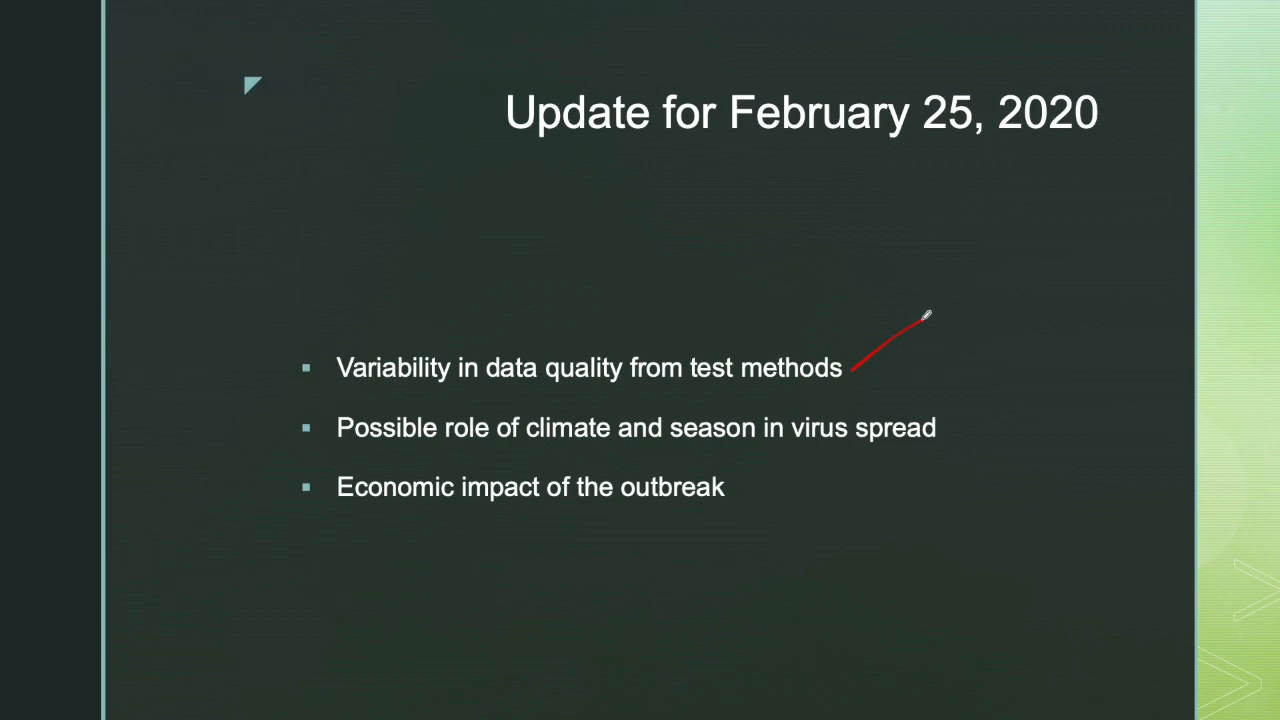 Update for February 25, 2020
Variability in data quality from test methods
Possible role of climate and season in virus spread
Economic impact of the outbreak